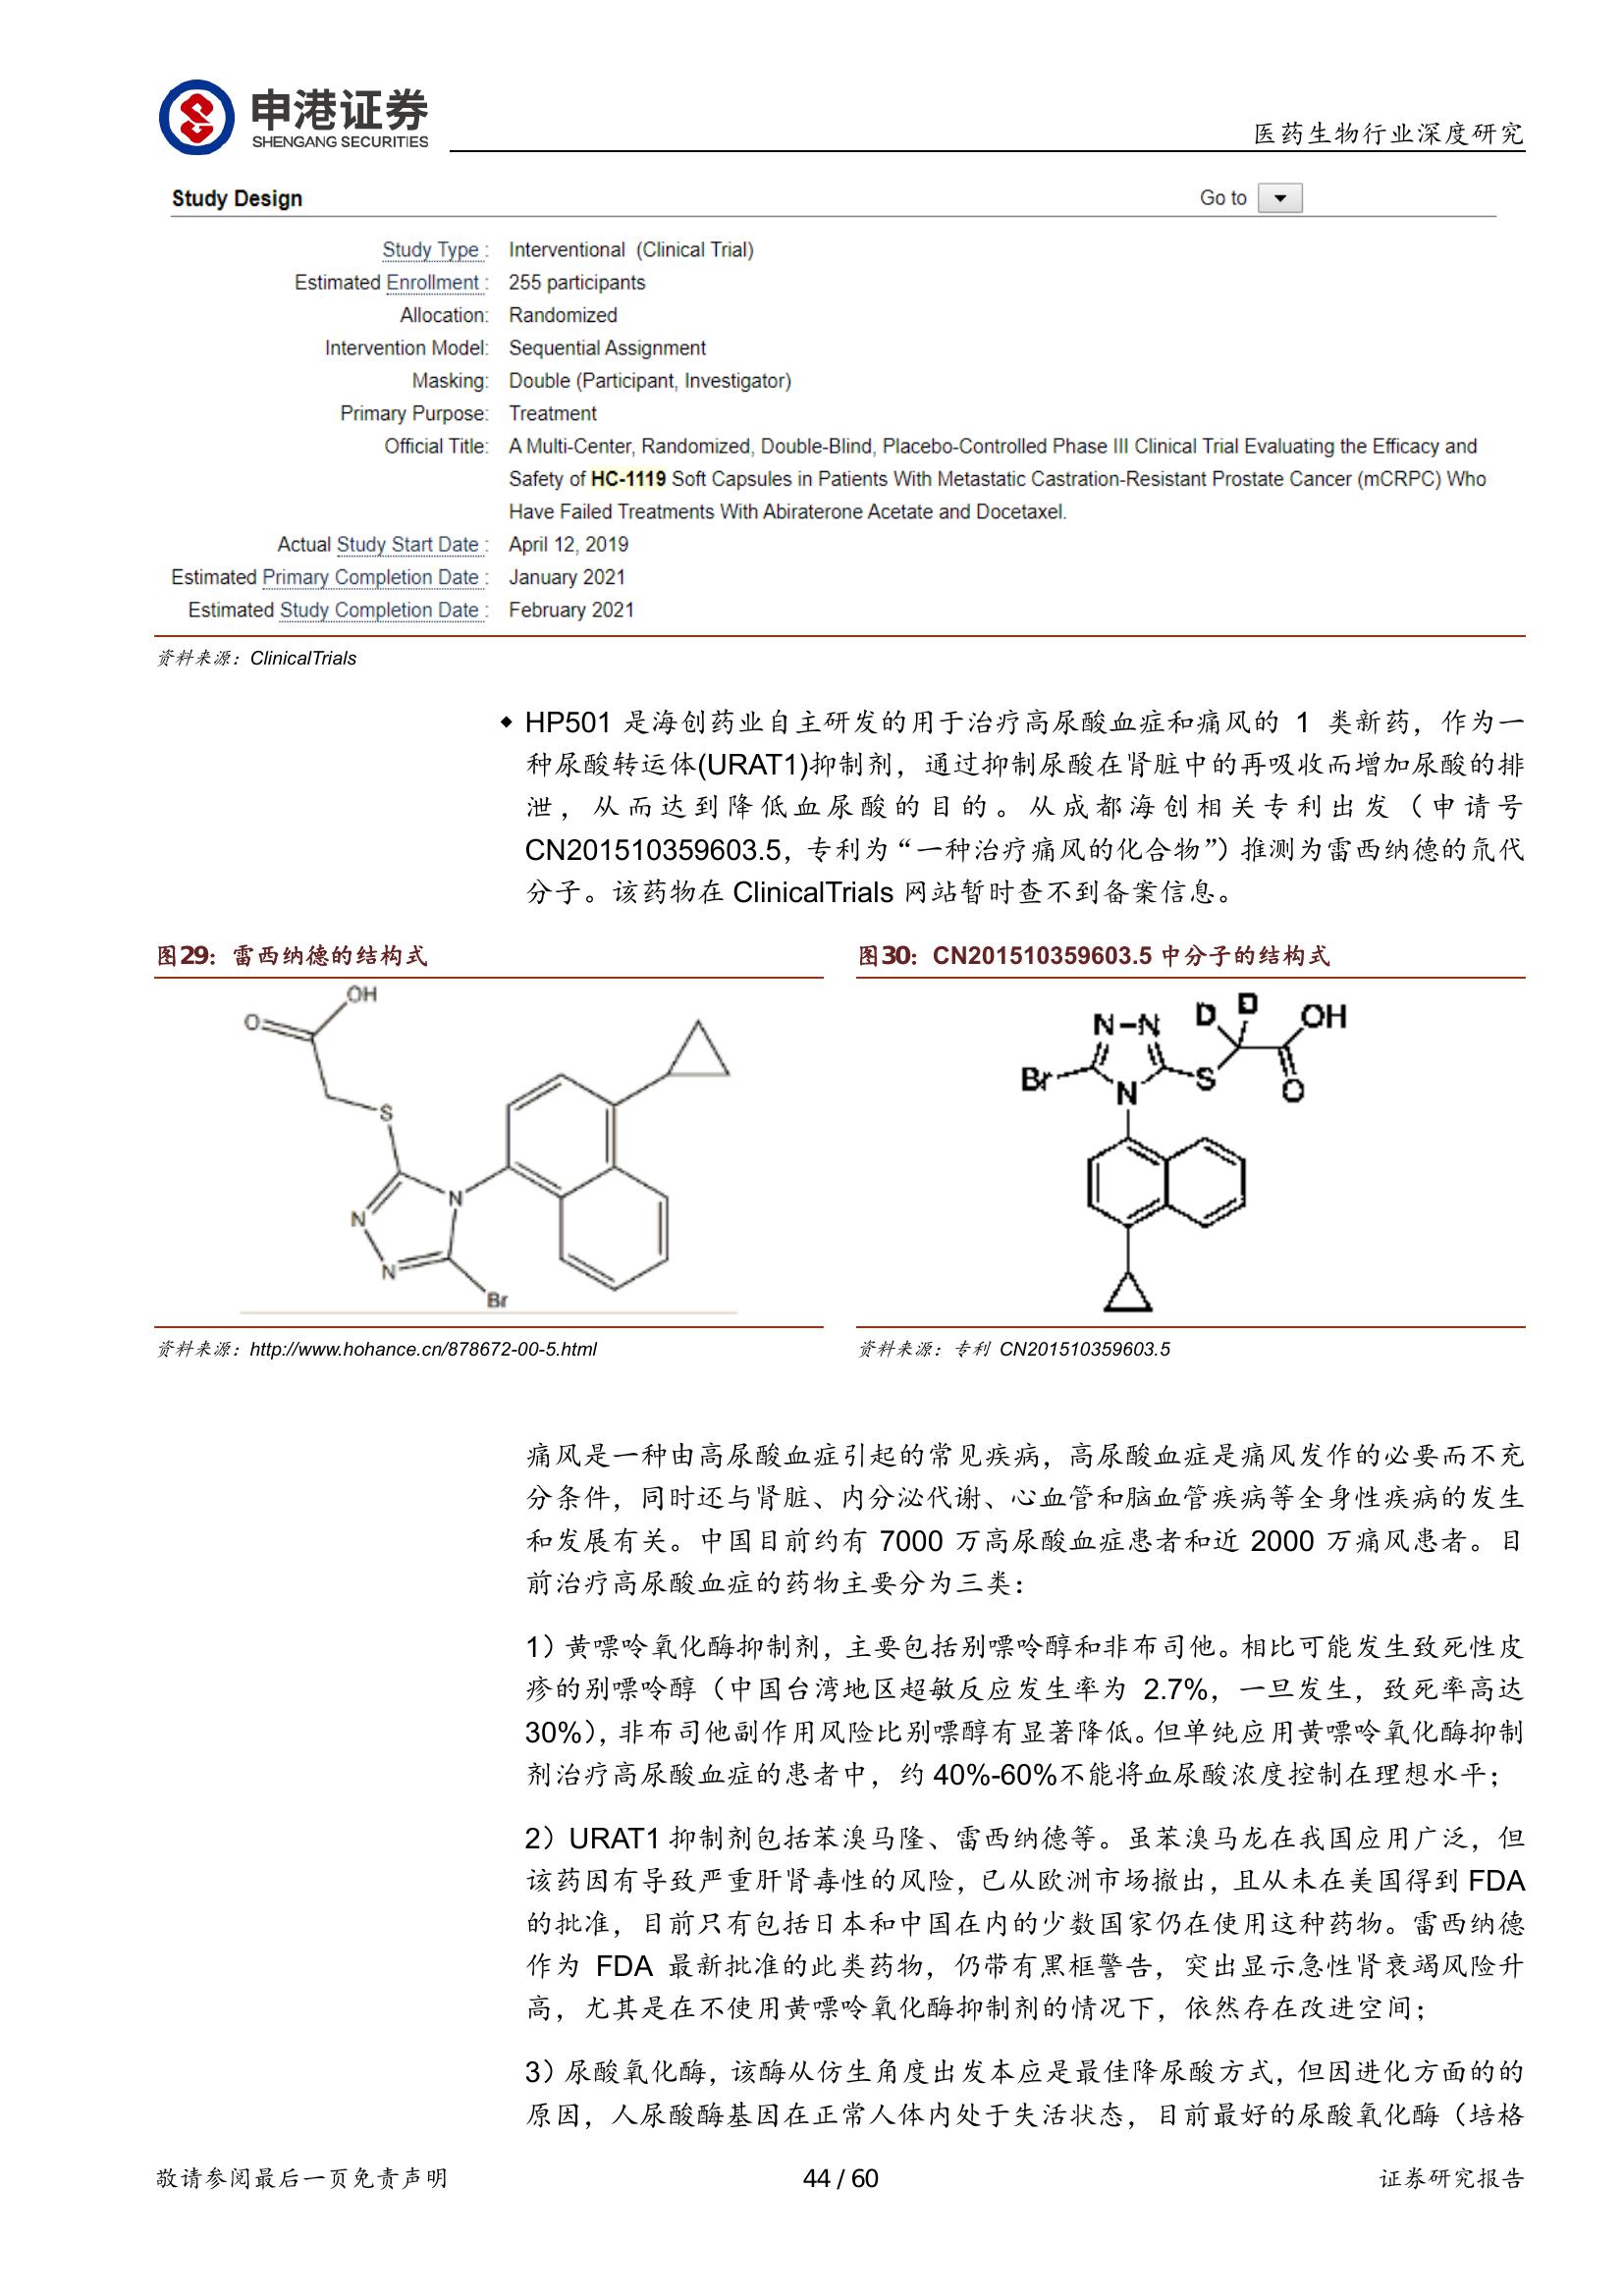 申港证券
SHENGANG SECURITIES
医药生物行业深度研究
Study Design
Go to
Study Type : Interventional (Clinical Trial)
Estimated Enrollment : 255 participants
Allocation: Randomized
Intervention Model: Sequential Assignment
Masking: Double (Participant, Investigator)
Primary Purpose: Treatment
Official Title: A Multi-Center, Randomized, Double-Blind, Placebo-Controlled Phase III Clinical Trial Evaluating the Efficacy and
Safety of HC-1119 Soft Capsules in Patients With Metastatic Castration-Resistant Prostate Cancer (mCRPC) Who
Have Failed Treatments With Abiraterone Acetate and Docetaxel.
Actual Study Start Date : April 12, 2019
Estimated Primary Completion Date : January 2021
Estimated Study Completion Date : February 2021
资料来源：ClinicalTrials
◆ HP501 是海创药业自主研发的用于治疗高尿酸血症和痛风的 1 类新药，作为一
种尿酸转运体(URAT1)抑制剂，通过抑制尿酸在肾脏中的再吸收而增加尿酸的排
泄，从而达到降低血尿酸的目的。从成都海创相关专利出发（申请号
CN201510359603.5，专利为“一种治疗痛风的化合物”）推测为雷西纳德的氘代
分子。该药物在 ClinicalTrials 网站暂时查不到备案信息。
图29：雷西纳德的结构式
图30：CN201510359603.5 中分子的结构式
OH
O
S
N
N
N
Br
N-N
D D
OH
Br
N
S
O
资料来源：http://www.hohance.cn/878672-00-5.html
资料来源：专利 CN201510359603.5
痛风是一种由高尿酸血症引起的常见疾病，高尿酸血症是痛风发作的必要而不充
分条件，同时还与肾脏、内分泌代谢、心血管和脑血管疾病等全身性疾病的发生
和发展有关。中国目前约有 7000 万高尿酸血症患者和近 2000 万痛风患者。目
前治疗高尿酸血症的药物主要分为三类：
1）黄嘌呤氧化酶抑制剂，主要包括别嘌呤醇和非布司他。相比可能发生致死性皮
疹的别嘌呤醇（中国台湾地区超敏反应发生率为 2.7%，一旦发生，致死率高达
30%），非布司他副作用风险比别嘌醇有显著降低。但单纯应用黄嘌呤氧化酶抑制
剂治疗高尿酸血症的患者中，约 40%-60%不能将血尿酸浓度控制在理想水平；
2）URAT1 抑制剂包括苯溴马隆、雷西纳德等。虽苯溴马龙在我国应用广泛，但
该药因有导致严重肝肾毒性的风险，已从欧洲市场撤出，且从未在美国得到 FDA
的批准，目前只有包括日本和中国在内的少数国家仍在使用这种药物。雷西纳德
作为 FDA 最新批准的此类药物，仍带有黑框警告，突出显示急性肾衰竭风险升
高，尤其是在不使用黄嘌呤氧化酶抑制剂的情况下，依然存在改进空间；
3）尿酸氧化酶，该酶从仿生角度出发本应是最佳降尿酸方式，但因进化方面的的
原因，人尿酸酶基因在正常人体内处于失活状态，目前最好的尿酸氧化酶（培格
敬请参阅最后一页免责声明
44 / 60
证券研究报告